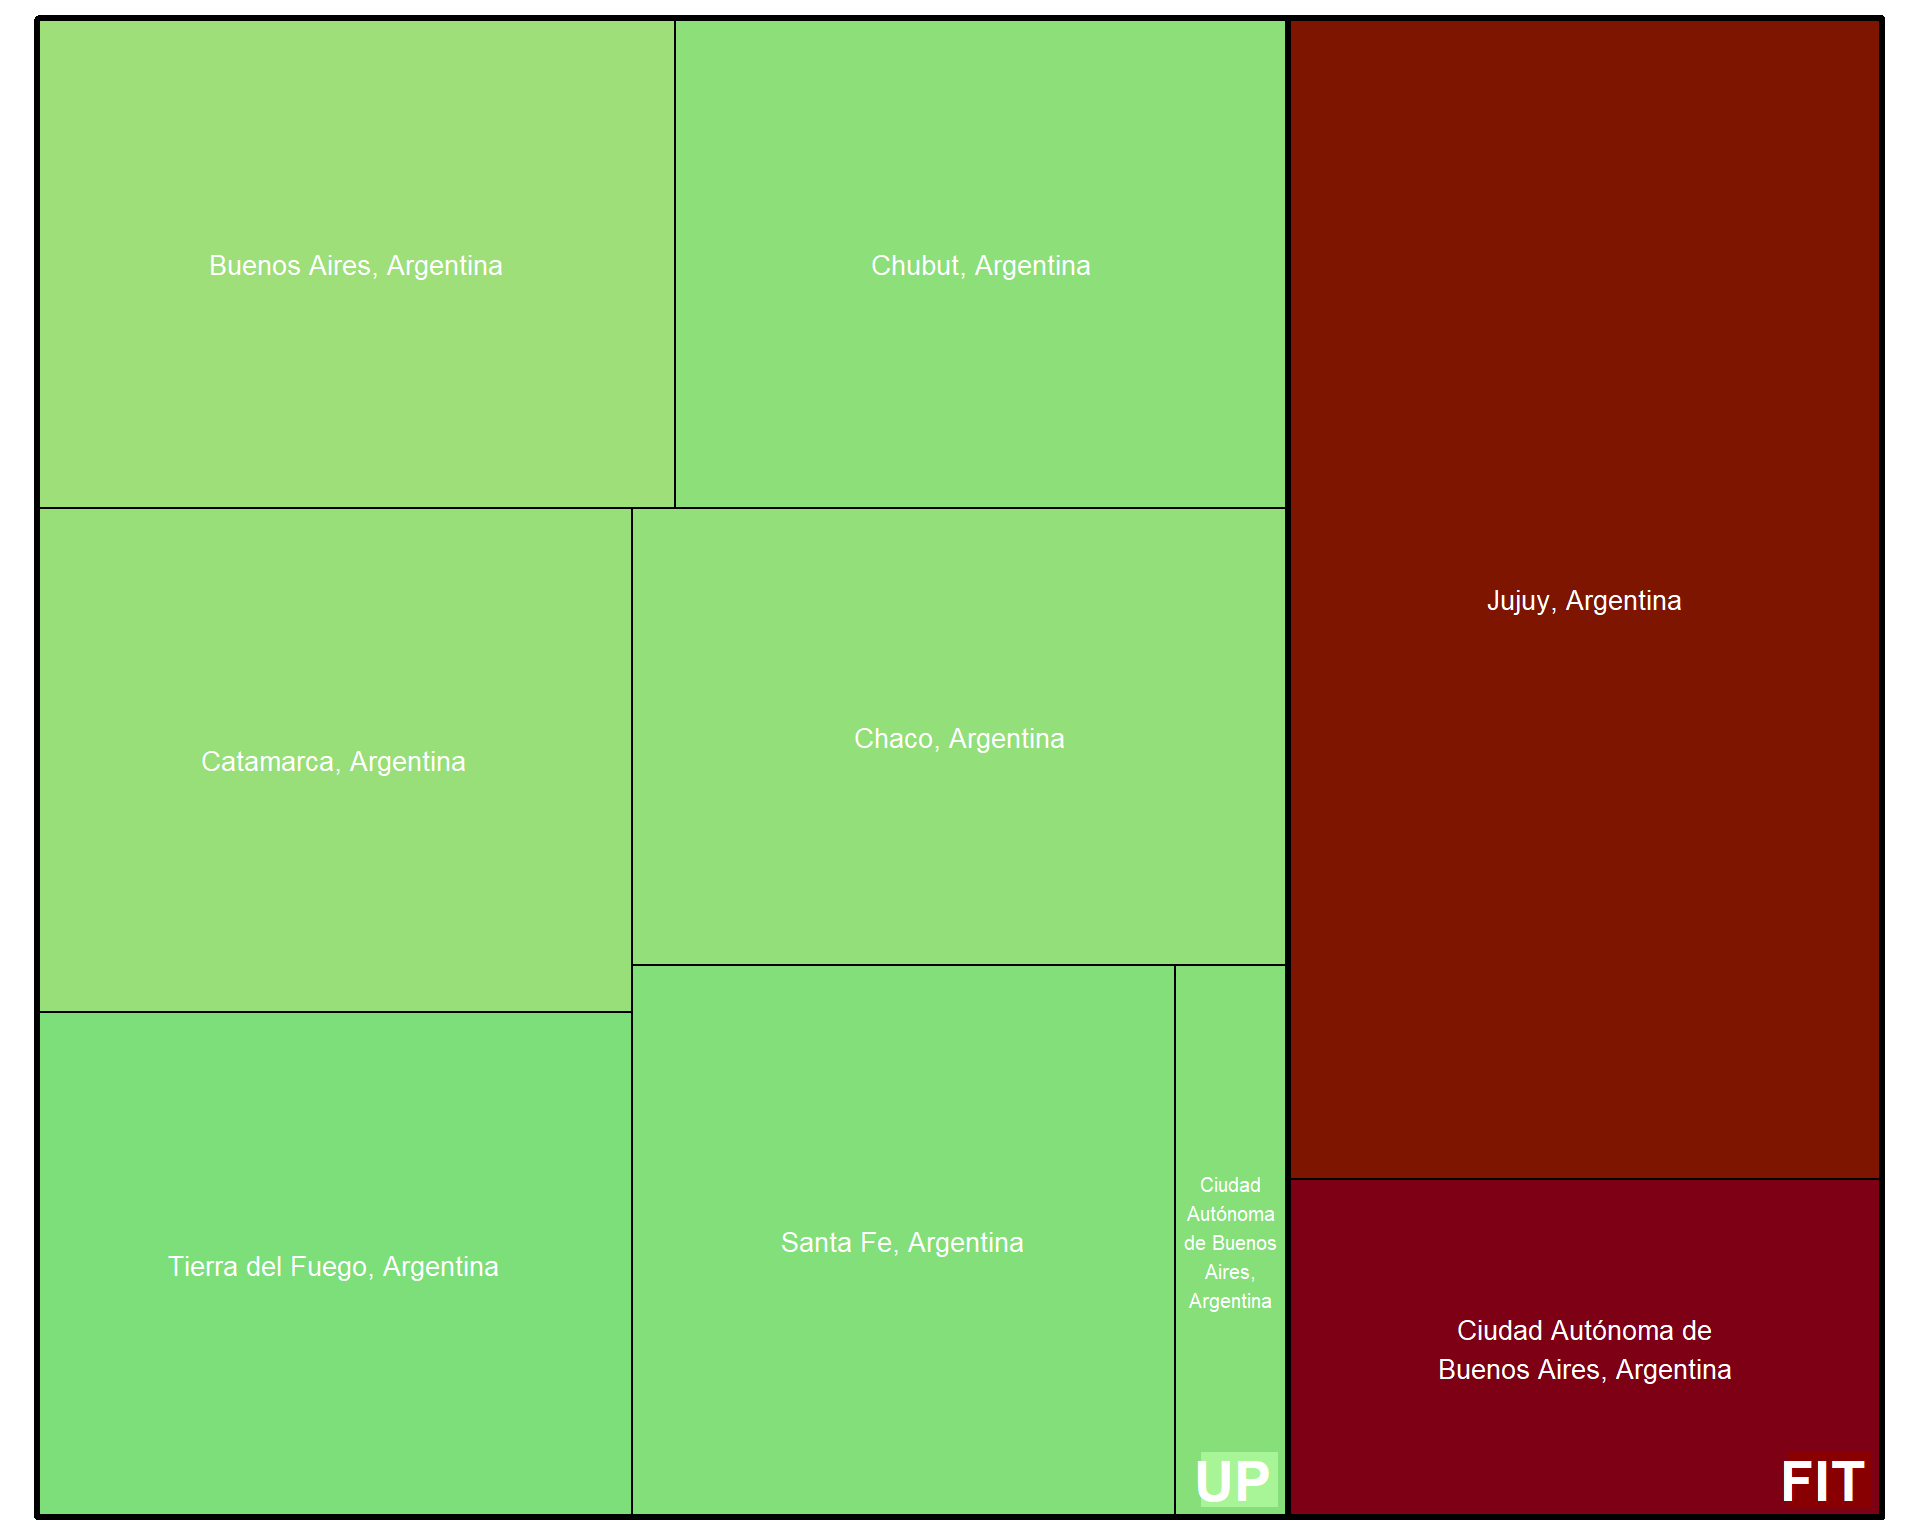 Buenos Aires, Argentina
Chubut, Argentina
Catamarca, Argentina
Chaco, Argentina
Tierra del Fuego, Argentina
Santa Fe, Argentina
Ciudad
Autónoma
de Buenos
Aires,
Argentina
UP
Jujuy, Argentina
Ciudad Autónoma de
Buenos Aires, Argentina
FIT